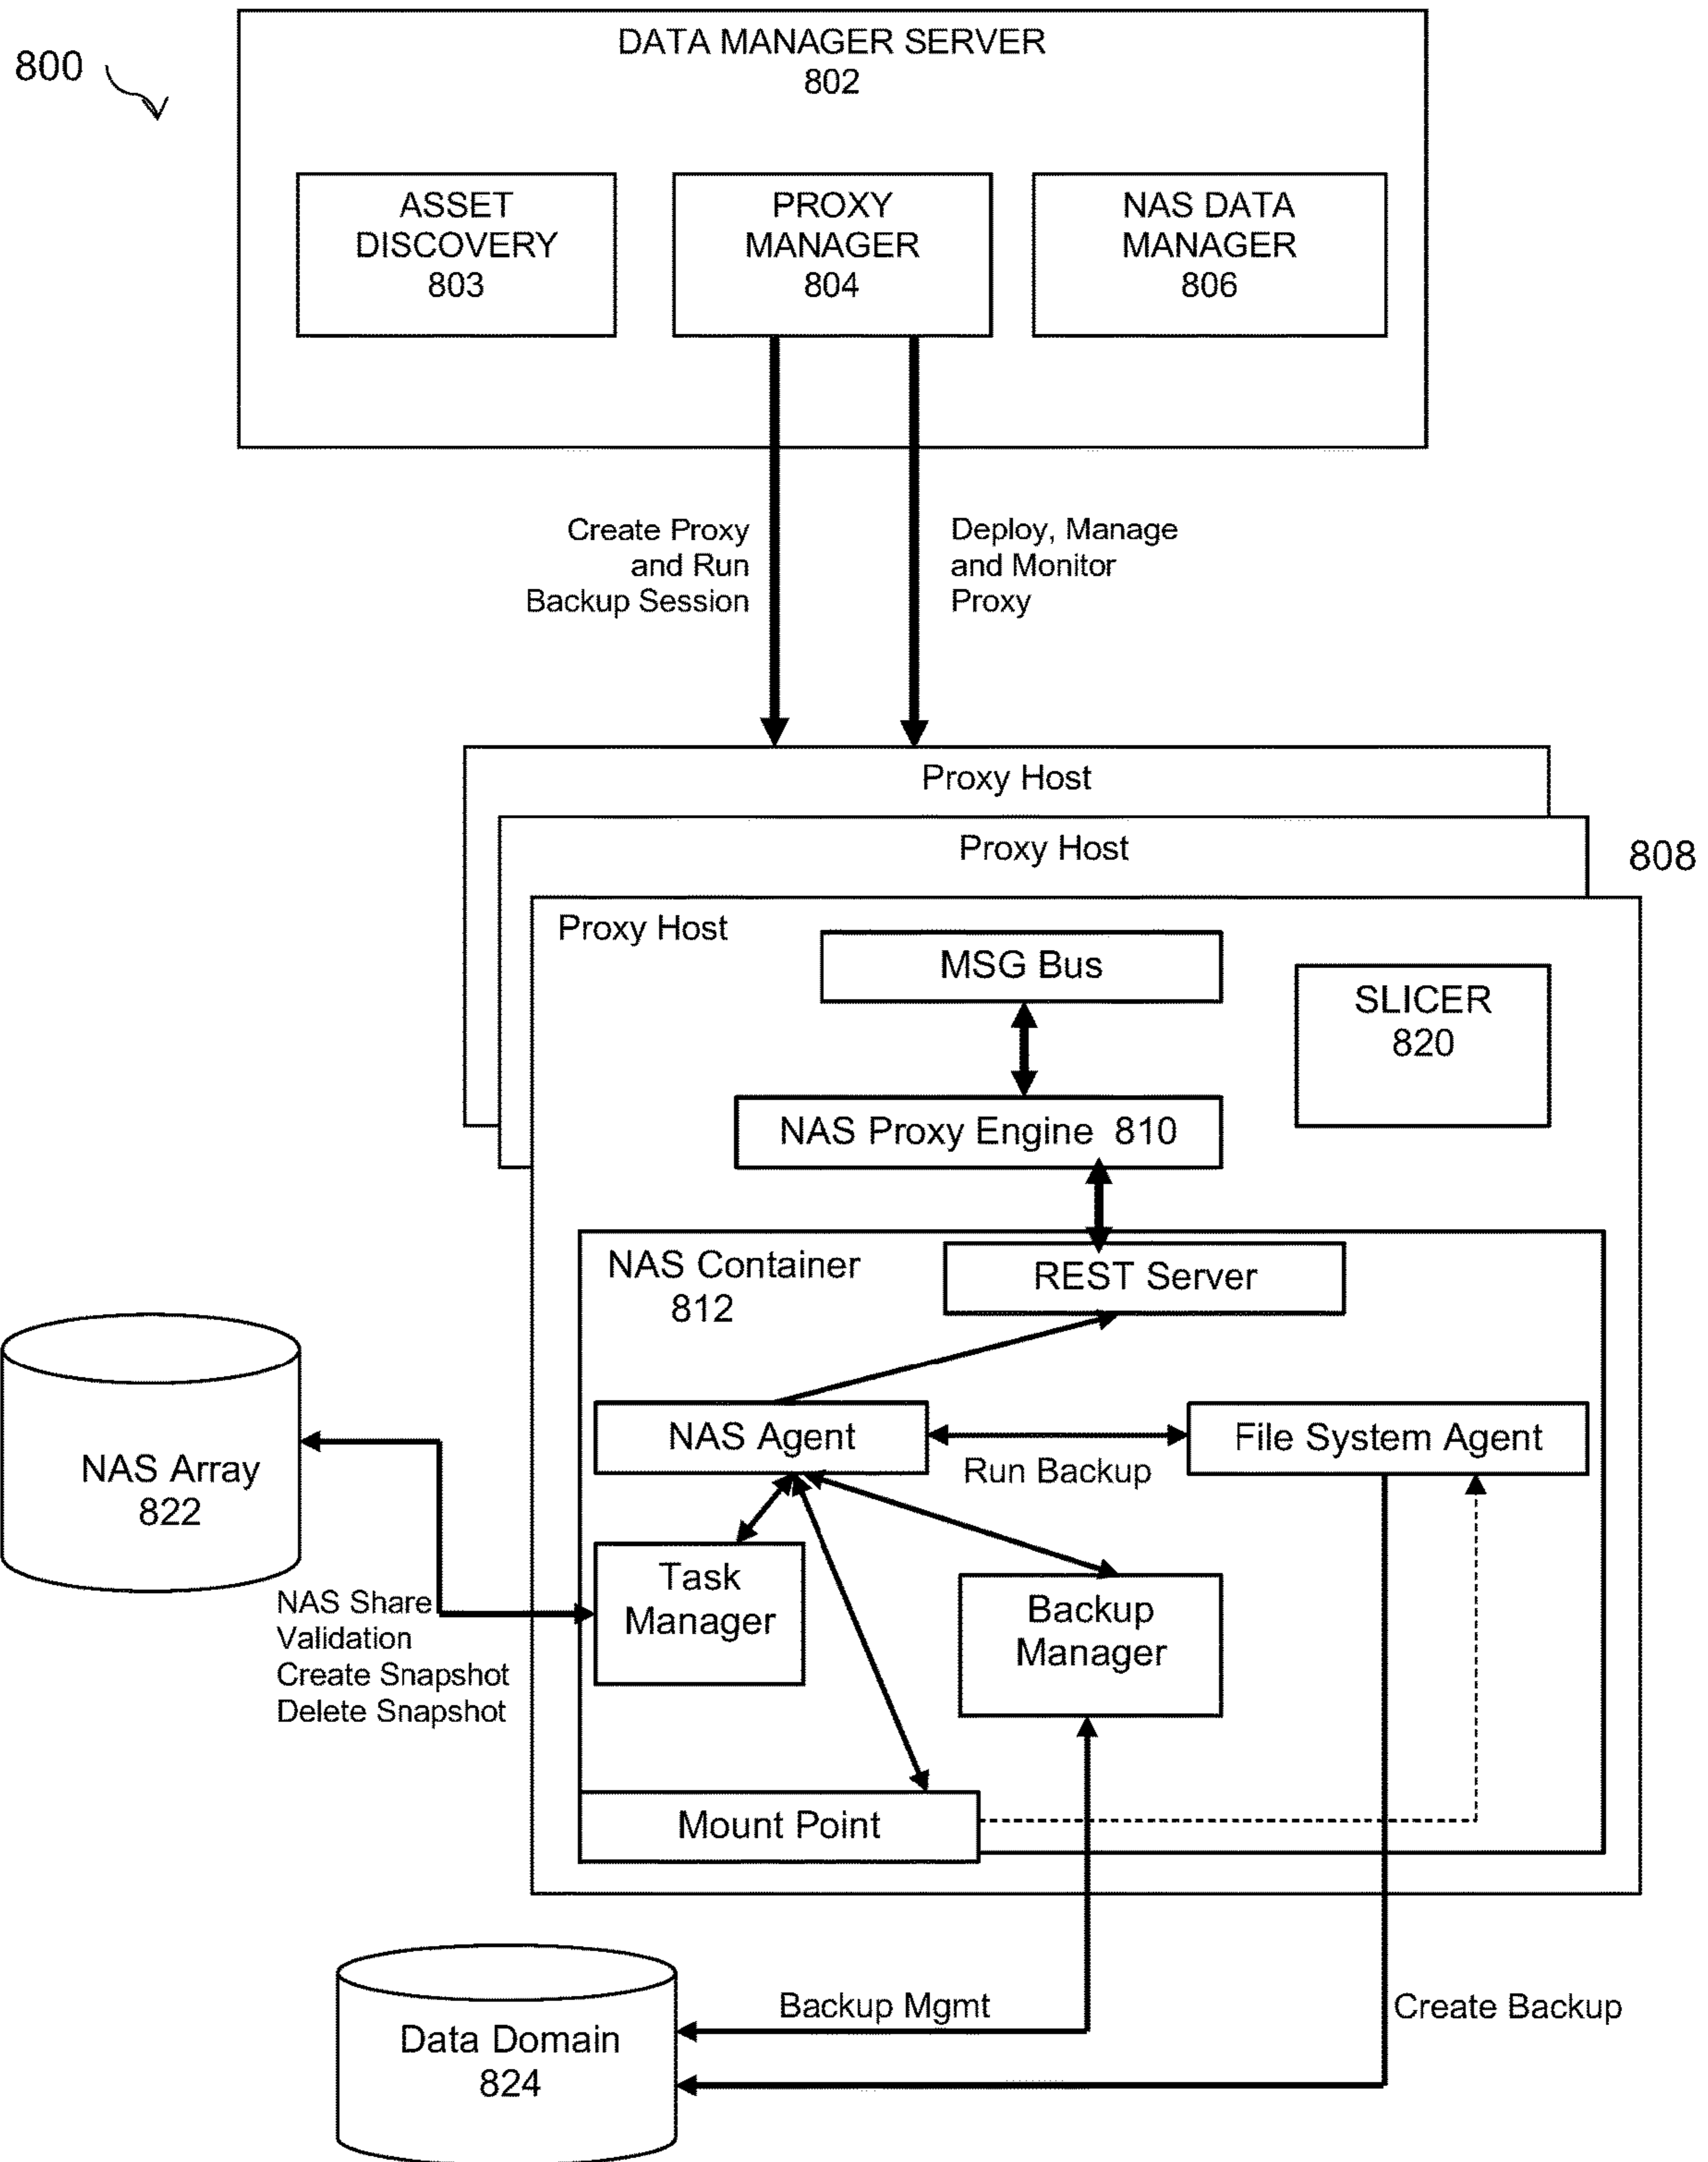 800
DATA MANAGER SERVER
802
ASSET
DISCOVERY
803
PROXY
MANAGER
804
NAS DATA
MANAGER
806
Create Proxy
and Run
Backup Session
Deploy, Manage
and Monitor
Proxy
Proxy Host
Proxy Host
808
Proxy Host
MSG Bus
SLICER
820
NAS Proxy Engine 810
NAS Container
812
REST Server
NAS Array
822
NAS Agent
Run Backup
File System Agent
Task
Manager
Backup
Manager
NAS Share
Validation
Create Snapshot
Delete Snapshot
Mount Point
Backup Mgmt
Create Backup
Data Domain
824